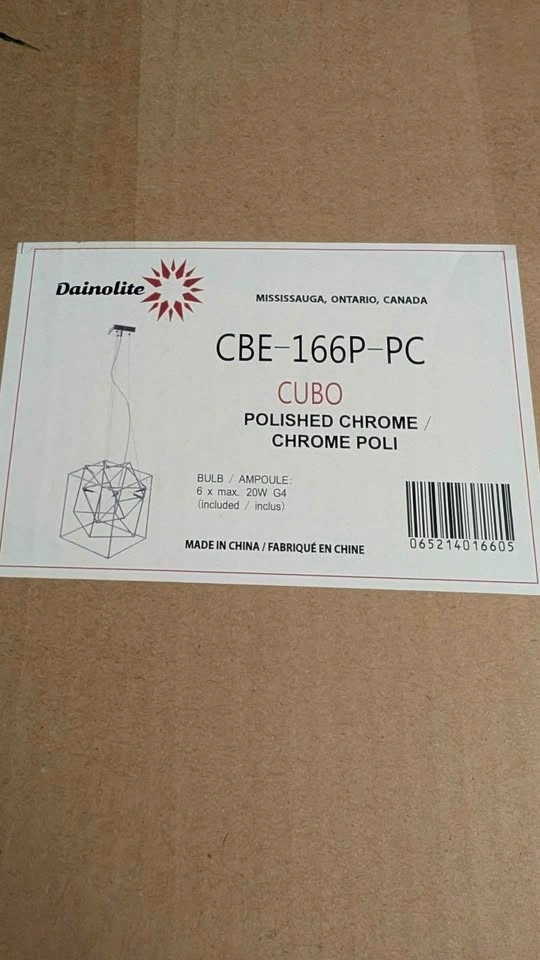 Dainolite
MISSISSAUGA, ONTARIO, CANADA
CBE-166P-PC
CUBO
POLISHED CHROME /
CHROME POLI
BULB / AMPOULE:
6 x max. 20W G4
(included / inclus)
MADE IN CHINA / FABRIQUÉ EN CHINE
065214016605